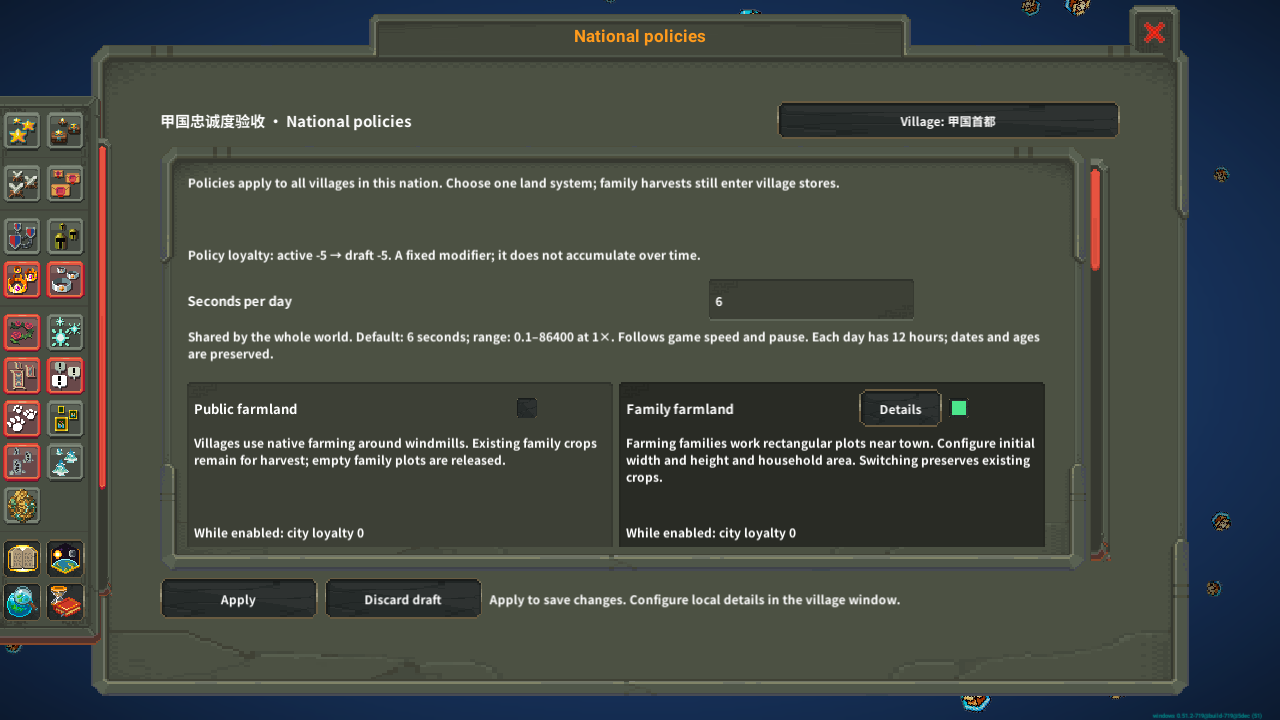 National policies
甲国忠诚度验收 · National policies
Village: 甲国首都
Policies apply to all villages in this nation. Choose one land system; family harvests still enter village stores.
Policy loyalty: active -5 → draft -5. A fixed modifier; it does not accumulate over time.
Seconds per day
6
Shared by the whole world. Default: 6 seconds; range: 0.1–86400 at 1×. Follows game speed and pause. Each day has 12 hours; dates and ages
are preserved.
Public farmland
Villages use native farming around windmills. Existing family crops
remain for harvest; empty family plots are released.
While enabled: city loyalty 0
Family farmland
Details
Farming families work rectangular plots near town. Configure initial
width and height and household area. Switching preserves existing
crops.
While enabled: city loyalty 0
Apply
Discard draft
Apply to save changes. Configure local details in the village window.